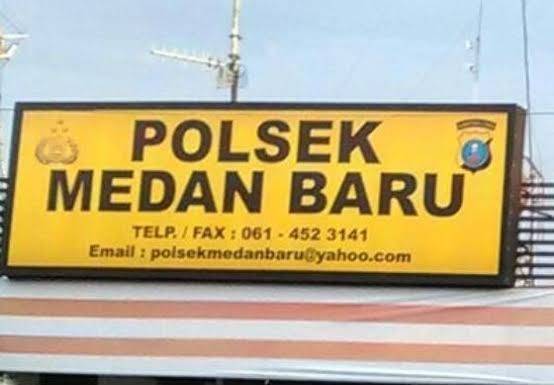 POLSEK
MEDAN BARU
TELP. / FAX : 061 - 452 3141
Email : polsekmedanbaru@yahoo.com